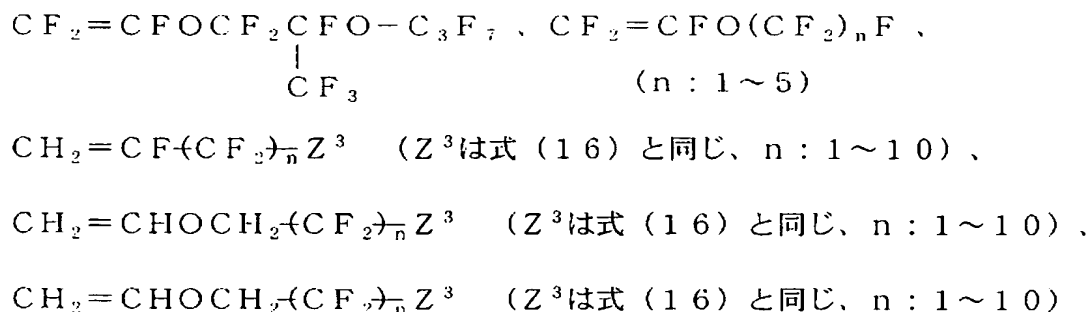 CF₂=CFOCF₂CFO−C₃F₇、CF₂=CFO(CF₂)ₙF、
|
CF₃ (n：1～5)
CH₂=CF(CF₂)ₙZ³ (Z³は式（16）と同じ、n：1～10)、
CH₂=CHOCH₂(CF₂)ₙZ³ (Z³は式（16）と同じ、n：1～10)、
CH₂=CHOCH₂(CF₂)ₙZ³ (Z³は式（16）と同じ、n：1～10)